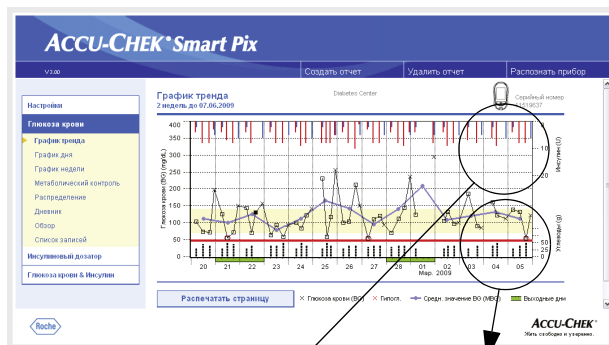 ACCU-CHEK® Smart Pix
V3.00
Создать отчет
Удалить отчет
Распознать прибор
Настройки
Глюкоза крови
График тренда
График дня
График недели
Метаболический контроль
Распределение
Дневник
Обзор
Список записей
Инсулиновый дозатор
Глюкоза крови & Инсулин
График тренда
2 недель до 07.06.2009
Diabetes Center
Серийный номер
Глюкоза крови (BG) (mg/dL)
400
350
300
250
200
150
100
50
0
10
20
Инсулин (U)
50
25
0
Углеводы (g)
20 21 22 23 24 25 26 27 28 01 02 03 04 05
Мар. 2009
Распечатать страницу
Глюкоза крови (BG)
Гипогл.
Средн. значение BG (MBG)
Выходные дни
Roche
ACCU-CHEK®
Жить свободно и уверенно.